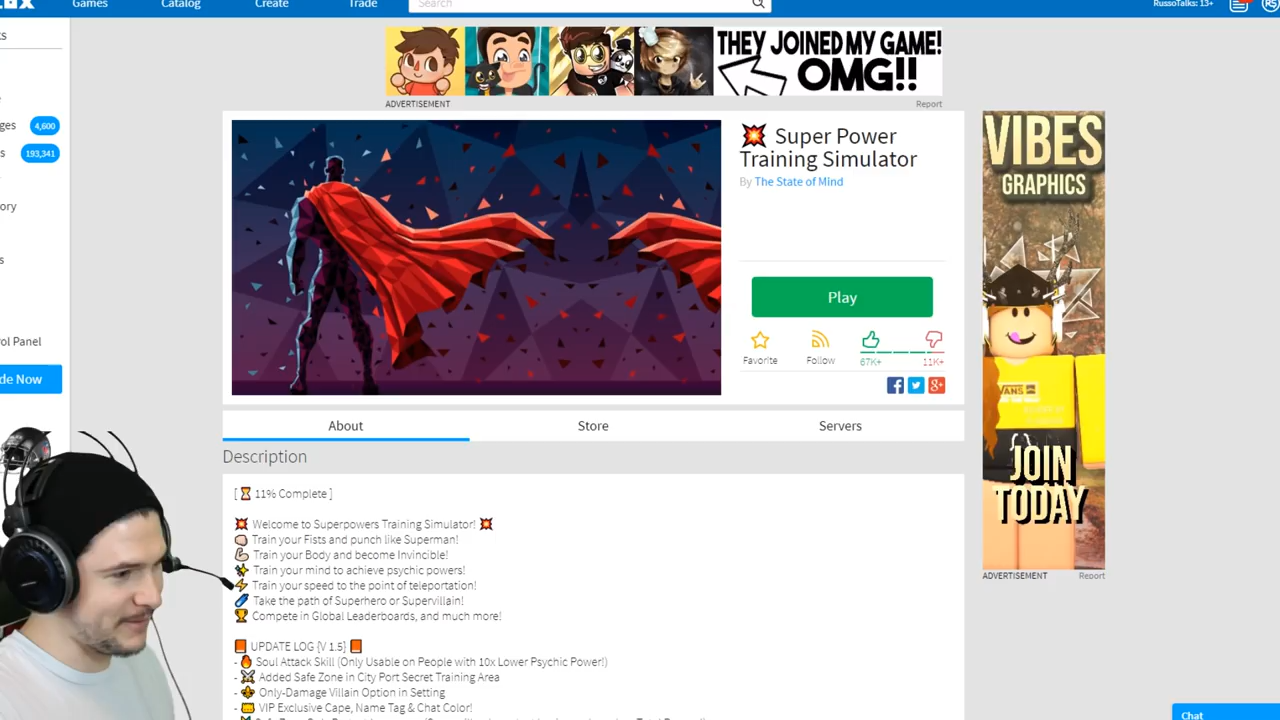 Games Catalog Create Trade Search RussoTalks: 13+
THEY JOINED MY GAME!
OMG!!
ADVERTISEMENT Report
4,600
193,341
ol Panel
de Now
💥 Super Power
Training Simulator
By The State of Mind
Play
Favorite Follow 67K+ 11K+
About Store Servers
Description
[ ⏳ 11% Complete ]
💥 Welcome to Superpowers Training Simulator! 💥
👊 Train your Fists and punch like Superman!
💪 Train your Body and become Invincible!
✨ Train your mind to achieve psychic powers!
⚡ Train your speed to the point of teleportation!
Take the path of Superhero or Supervillain!
🏆 Compete in Global Leaderboards, and much more!
📙 UPDATE LOG {V 1.5} 📙
- 🔥 Soul Attack Skill (Only Usable on People with 10x Lower Psychic Power!)
- ⚔ Added Safe Zone in City Port Secret Training Area
- ⚜ Only-Damage Villain Option in Setting
- VIP Exclusive Cape, Name Tag & Chat Color!
VIBES
GRAPHICS
VANS
JOIN
TODAY
ADVERTISEMENT Report
Chat